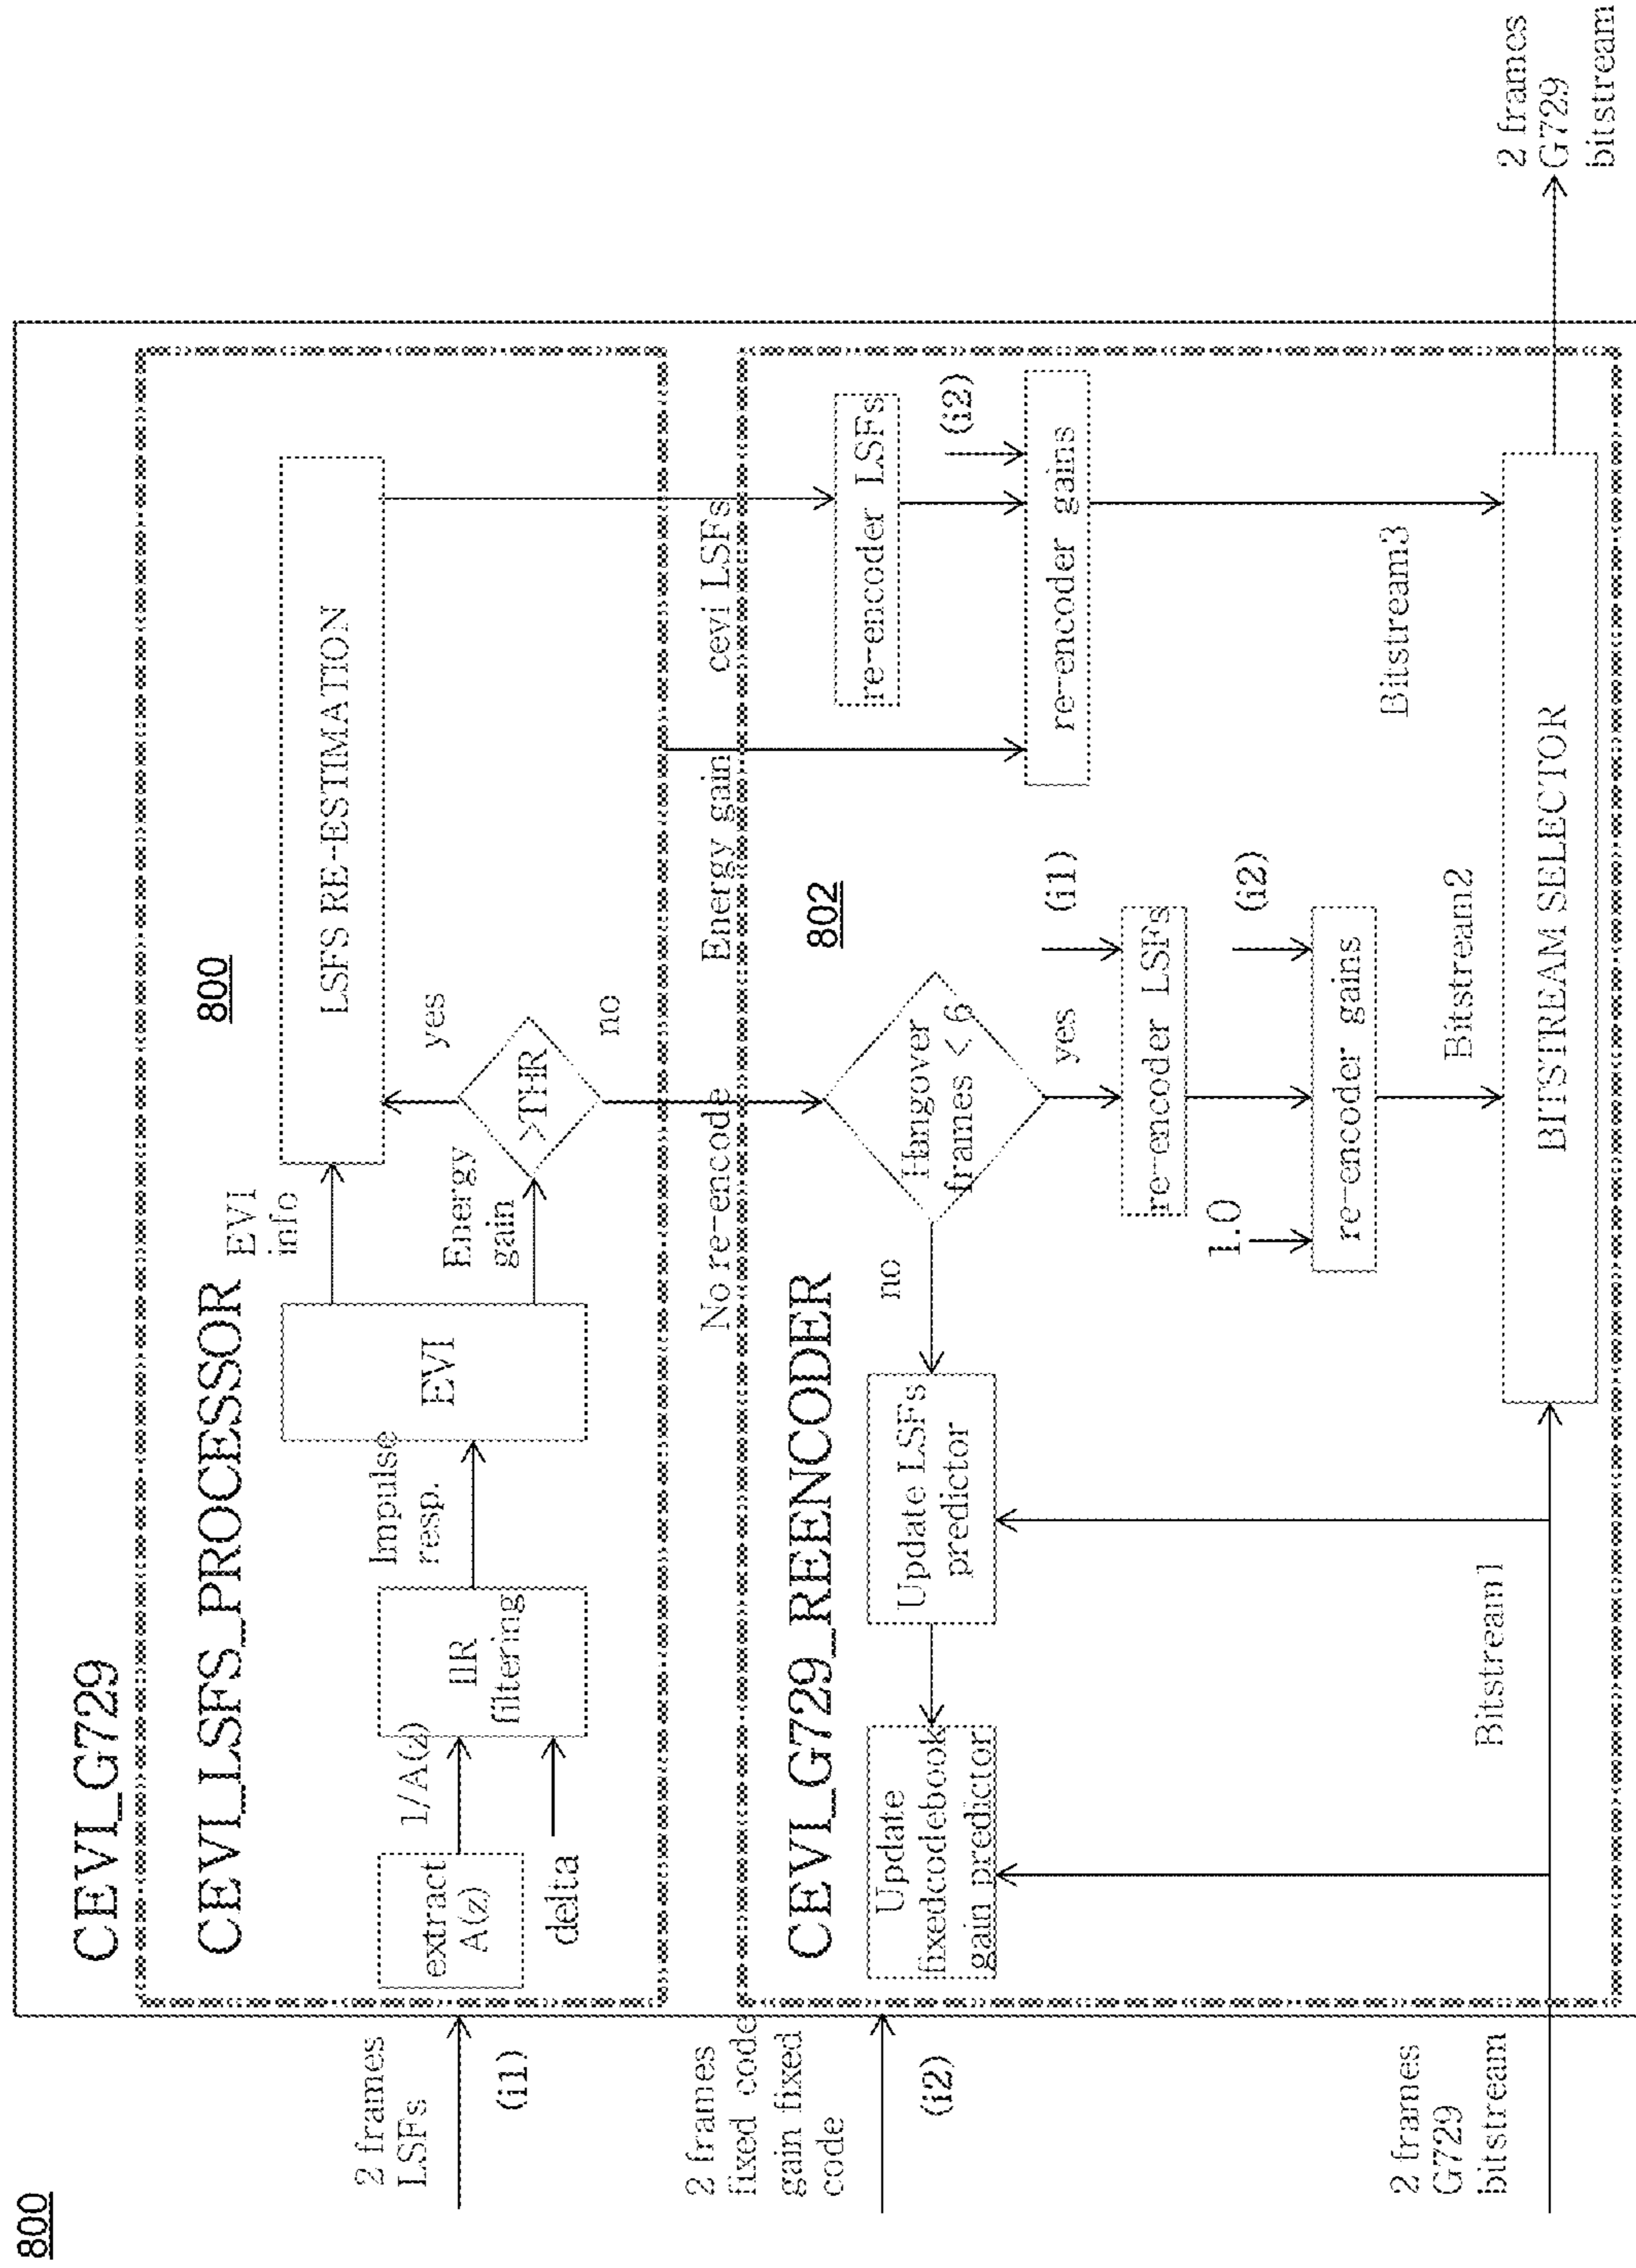 800
CEVI_G729
CEVI_LSFS_PROCESSOR
800
2 frames
LSFs
(i1)
extract
A(z)
1/A(z)
delta
IIR
filtering
Impulse
resp.
EVI
EVI
info
Energy
gain
>THR
yes
no
LSFS RE-ESTIMATION
No re-encode
Energy gain
cevi LSFs
CEVI_G729_REENCODER
802
2 frames
fixed code
gain fixed
code
(i2)
Update
fixedcodebook
gain predictor
Update LSFs
predictor
no
Hangover
frames < 6
yes
(i1)
re-encoder LSFs
1.0
(i2)
re-encoder gains
re-encoder LSFs
(i2)
re-encoder gains
Bitstream1
Bitstream2
Bitstream3
BITSTREAM SELECTOR
2 frames
G729
bitstream
2 frames
G729
bitstream